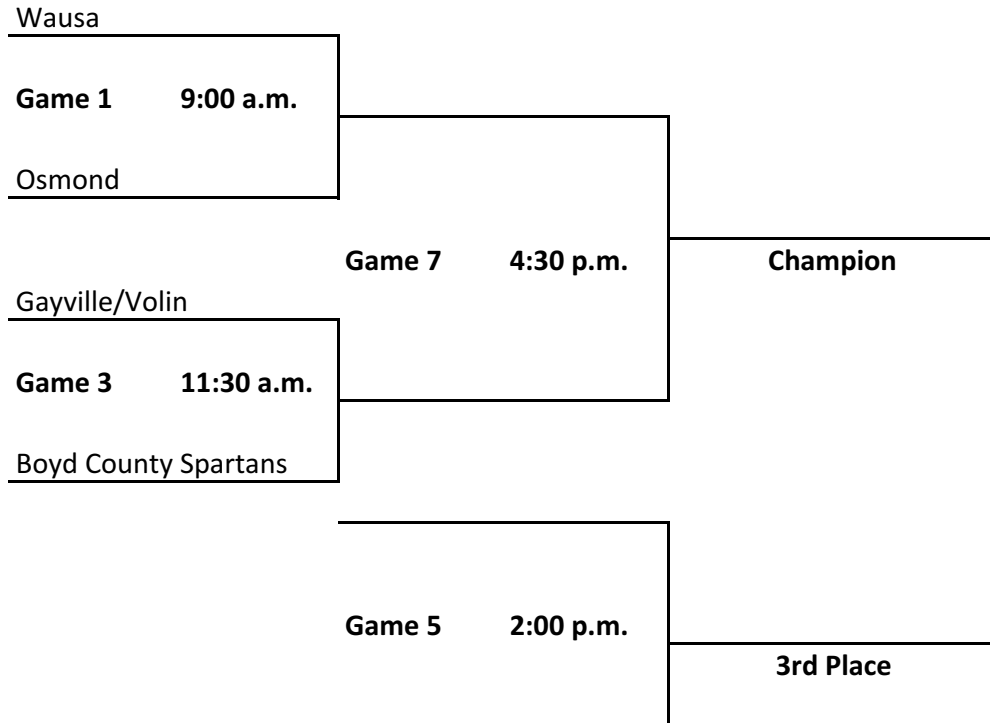 Wausa
Game 1 9:00 a.m.
Osmond
Game 7 4:30 p.m. Champion
Gayville/Volin
Game 3 11:30 a.m.
Boyd County Spartans
Game 5 2:00 p.m.
3rd Place